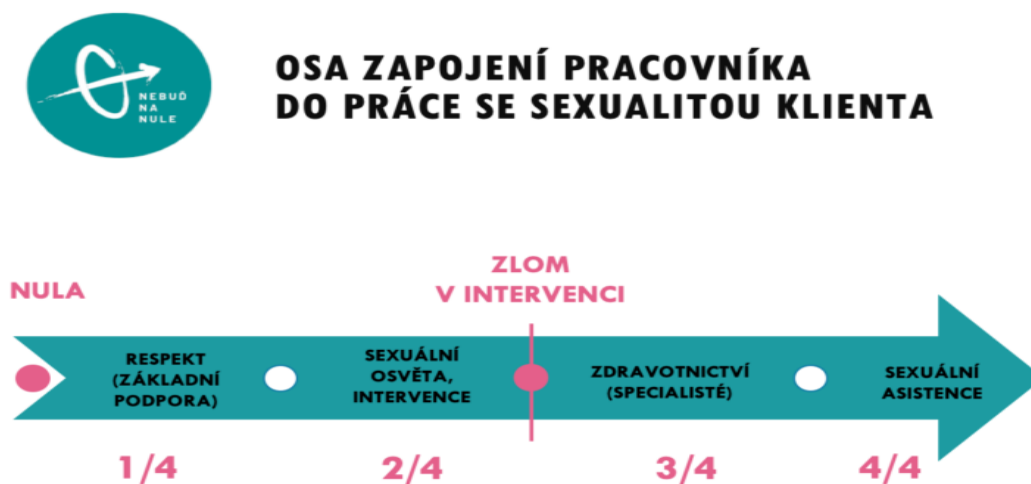 NEBUĎ
NA
NULE
OSA ZAPOJENÍ PRACOVNÍKA
DO PRÁCE SE SEXUALITOU KLIENTA
NULA
ZLOM
V INTERVENCI
RESPEKT
(ZÁKLADNÍ
PODPORA)
SEXUÁLNÍ
OSVĚTA,
INTERVENCE
ZDRAVOTNICTVÍ
(SPECIALISTÉ)
SEXUÁLNÍ
ASISTENCE
1/4
2/4
3/4
4/4